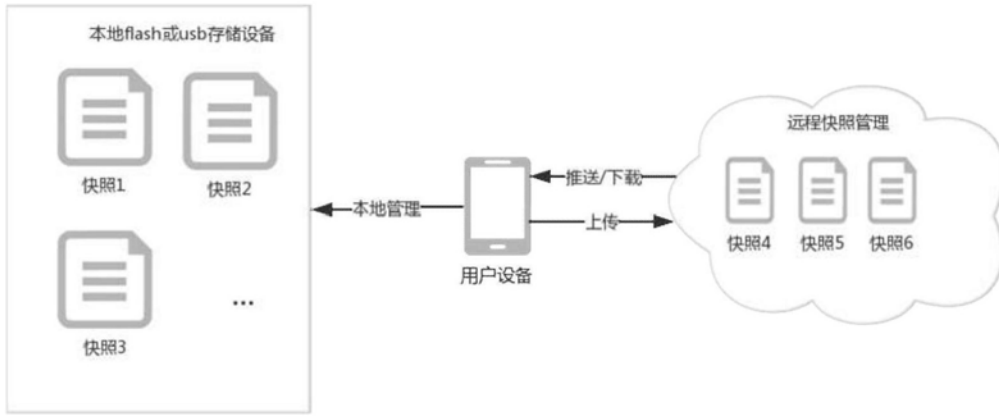 本地flash或usb存储设备
快照1
快照2
快照3
...
本地管理
用户设备
推送/下载
上传
远程快照管理
快照4
快照5
快照6